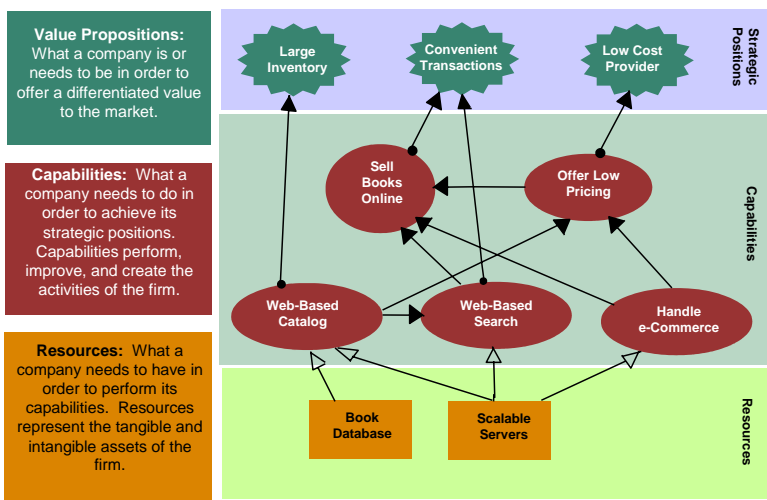 Value Propositions:
What a company is or
needs to be in order to
offer a differentiated value
to the market.
Capabilities: What a
company needs to do in
order to achieve its
strategic positions.
Capabilities perform,
improve, and create the
activities of the firm.
Resources: What a
company needs to have in
order to perform its
capabilities. Resources
represent the tangible and
intangible assets of the
firm.
Large
Inventory
Convenient
Transactions
Low Cost
Provider
Strategic
Positions
Sell
Books
Online
Offer Low
Pricing
Capabilities
Web-Based
Catalog
Web-Based
Search
Handle
e-Commerce
Book
Database
Scalable
Servers
Resources